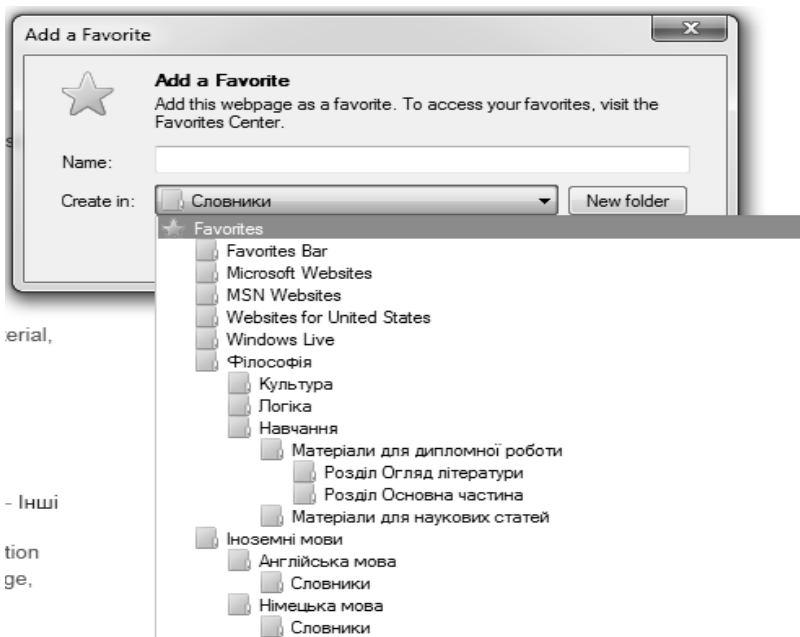 Add a Favorite
Add a Favorite
Add this webpage as a favorite. To access your favorites, visit the
Favorites Center.
Name:
Create in: Словники New folder
Favorites
Favorites Bar
Microsoft Websites
MSN Websites
Websites for United States
Windows Live
Філософія
Культура
Логіка
Навчання
Матеріали для дипломної роботи
Розділ Огляд літератури
Розділ Основна частина
Матеріали для наукових статей
Іноземні мови
Англійська мова
Словники
Німецька мова
Словники
erial,
- Інші
tion
ge,